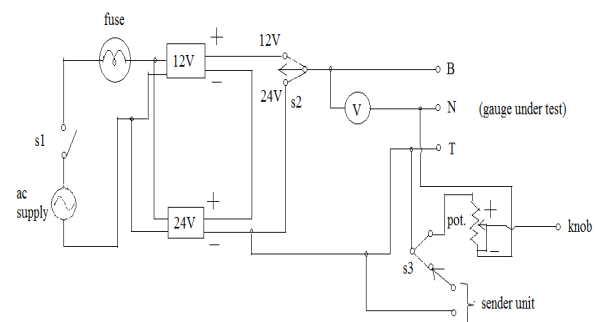 fuse
+
12V
12V
B
−
24V
s2
V
N
(gauge under test)
s1
T
ac
supply
+
24V
−
pot.
+
−
knob
s3
sender unit